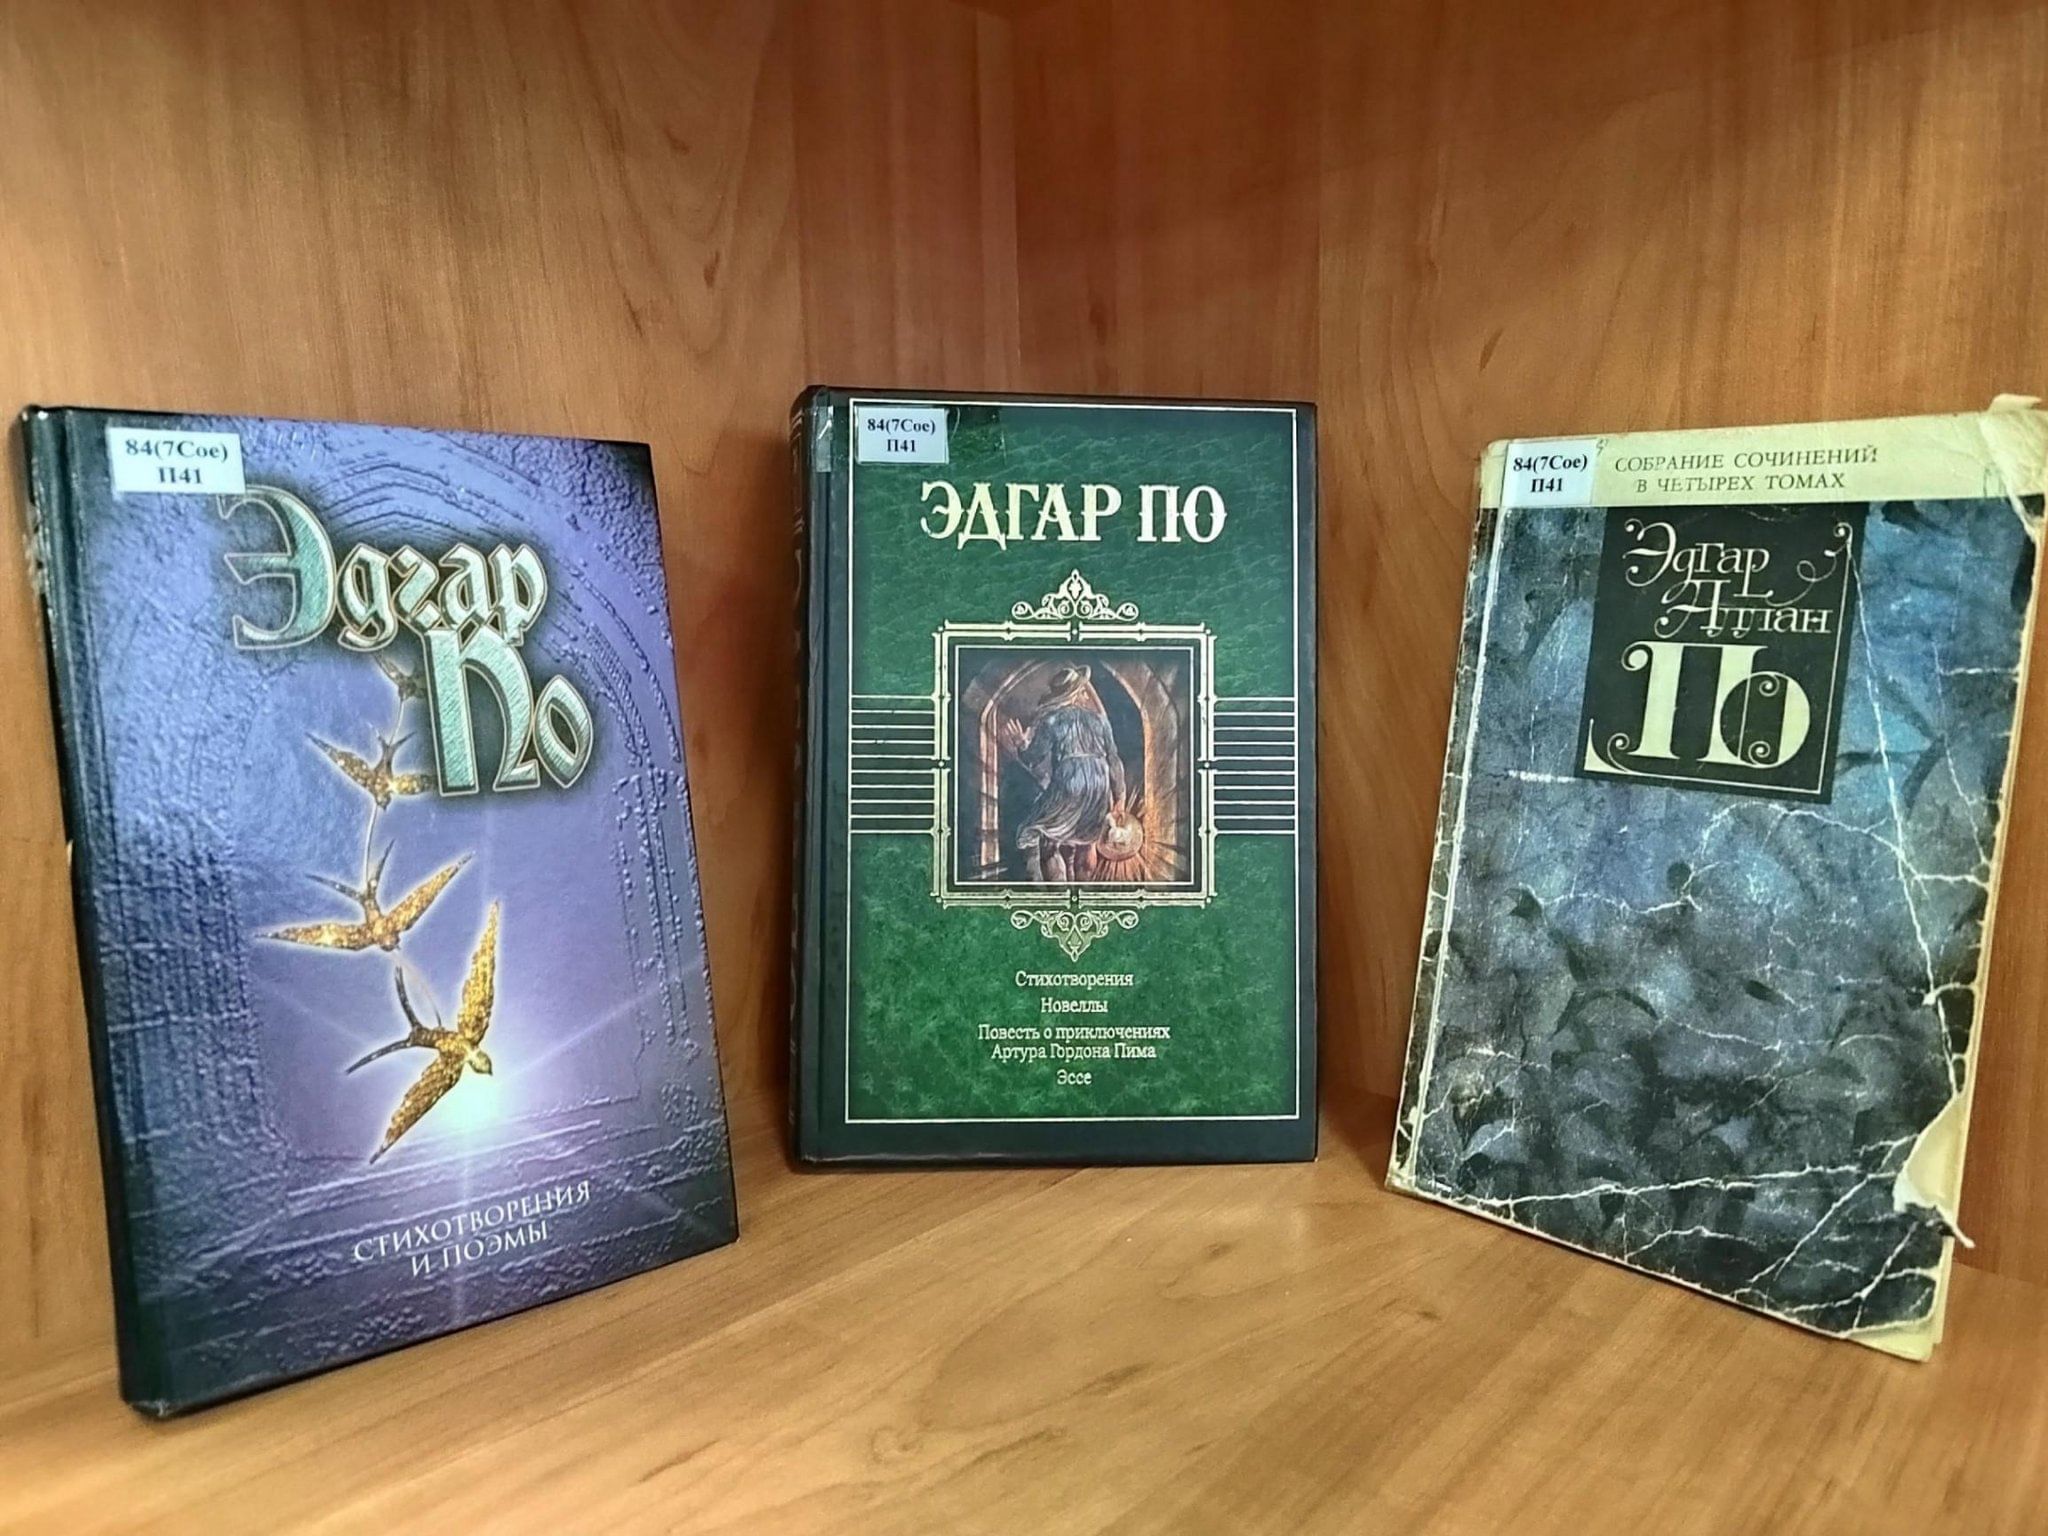 84(7Сое)
П41
Эдгар
По
СТИХОТВОРЕНИЯ
И ПОЭМЫ
84(7Сое)
П41
ЭДГАР ПО
Стихотворения
Новеллы
Повесть о приключениях
Артура Гордона Пима
Эссе
84(7Сое)
П41
СОБРАНИЕ СОЧИНЕНИЙ
В ЧЕТЫРЕХ ТОМАХ
Эдгар
Аллан
ПО